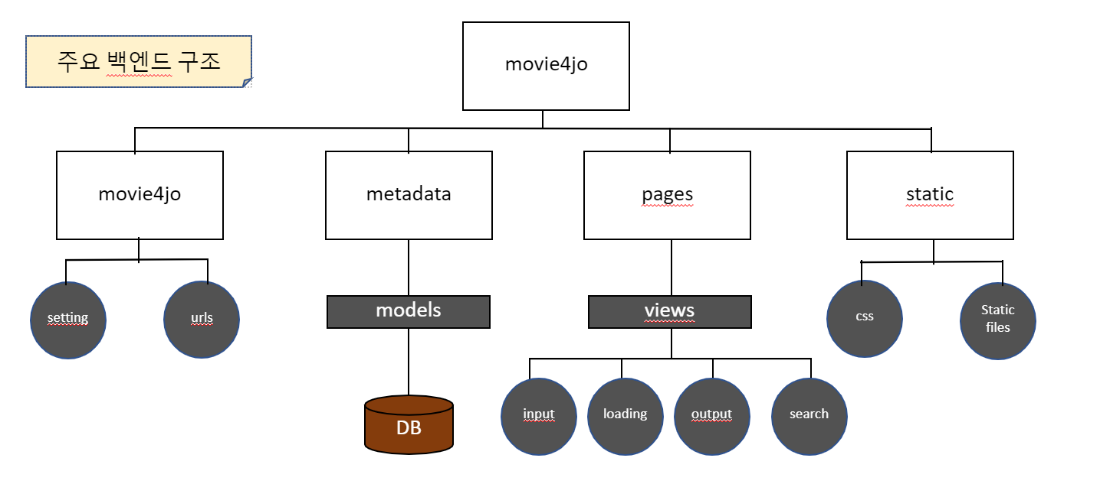 주요 백엔드 구조
movie4jo
movie4jo
metadata
pages
static
setting
urls
models
views
css
Static
files
DB
input
loading
output
search